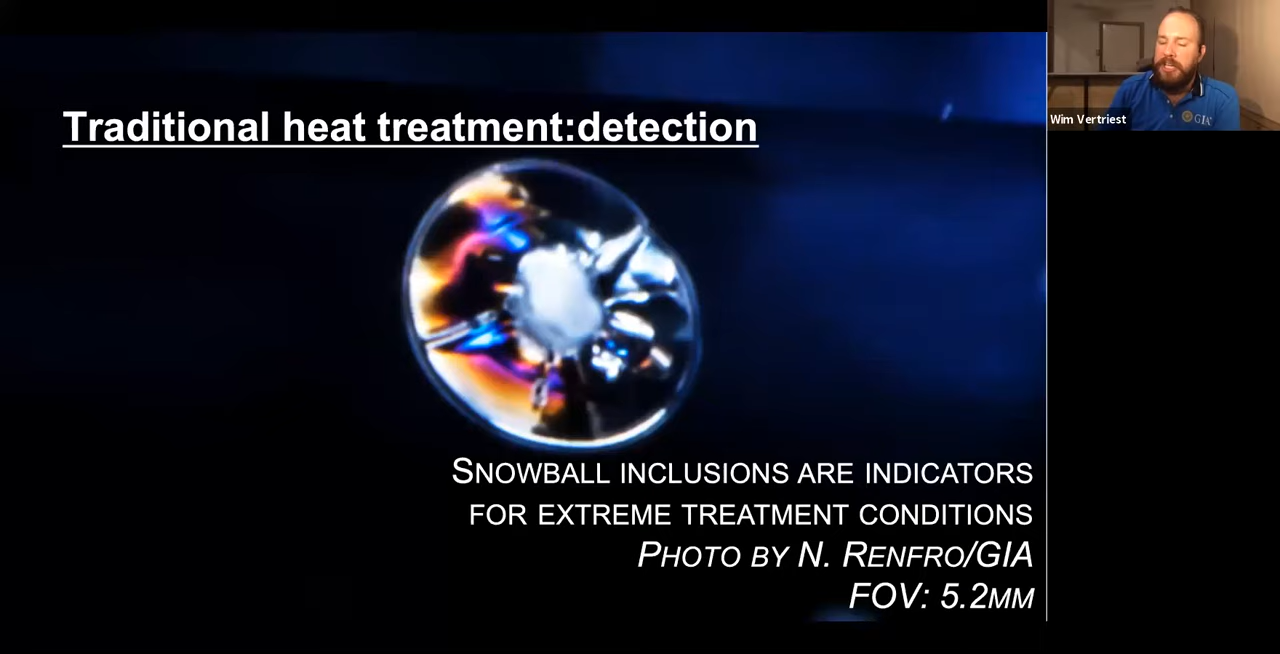 Traditional heat treatment:detection
SNOWBALL INCLUSIONS ARE INDICATORS
FOR EXTREME TREATMENT CONDITIONS
PHOTO BY N. RENFRO/GIA
FOV: 5.2MM
Wim Vertriest
GIA